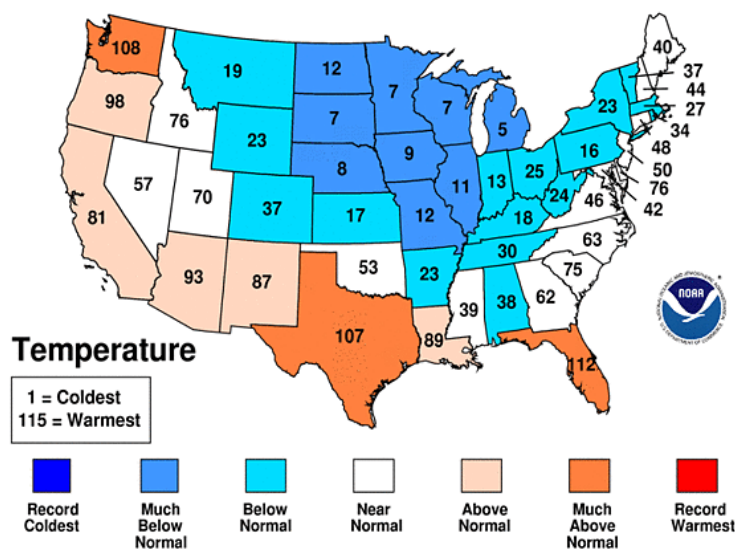 40
108
37
19
12
7
44
98
23
27
7
7
76
5
34
23
16
48
9
8
50
13
25
57
70
11
24
76
37
46
42
17
12
18
81
63
30
53
75
93
87
23
62
39
38
107
89
112
NOAA
Temperature
1 = Coldest
115 = Warmest
Record
Coldest
Much
Below
Normal
Below
Normal
Near
Normal
Above
Normal
Much
Above
Normal
Record
Warmest